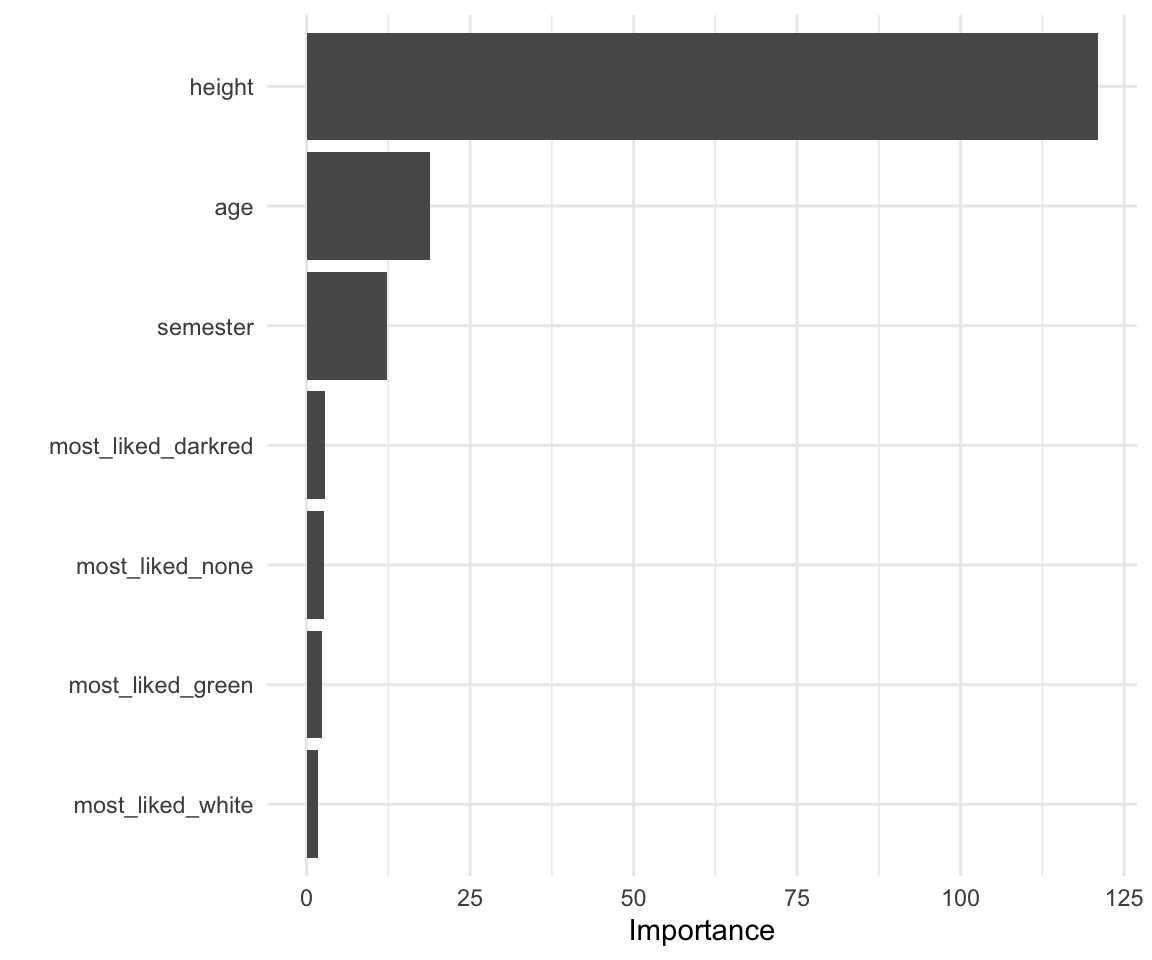 height
age
semester
most_liked_darkred
most_liked_none
most_liked_green
most_liked_white
0 25 50 75 100 125
Importance